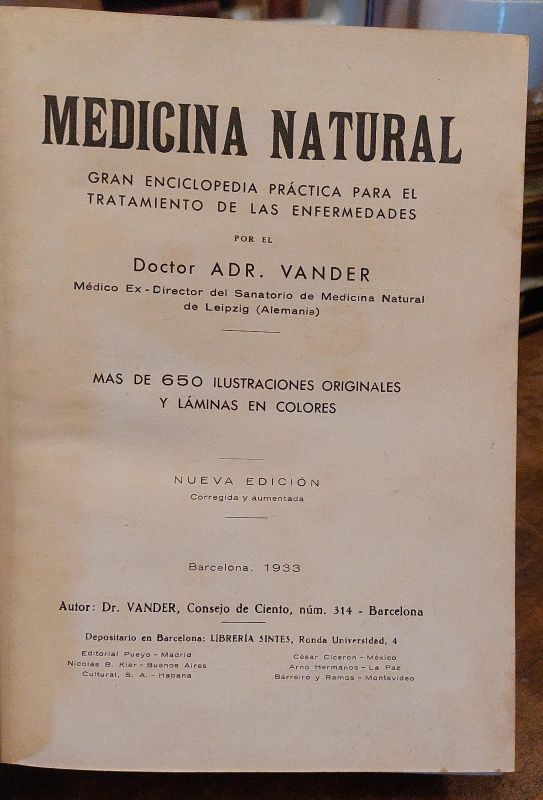 MEDICINA NATURAL
GRAN ENCICLOPEDIA PRÁCTICA PARA EL
TRATAMIENTO DE LAS ENFERMEDADES
POR EL
Doctor ADR. VANDER
Médico Ex-Director del Sanatorio de Medicina Natural
de Leipzig (Alemania)
MAS DE 650 ILUSTRACIONES ORIGINALES
Y LÁMINAS EN COLORES
NUEVA EDICIÓN
Corregida y aumentada
Barcelona. 1933
Autor: Dr. VANDER, Consejo de Ciento, núm. 314 - Barcelona
Depositario en Barcelona: LIBRERÍA SINTES, Ronda Universidad, 4
Editorial Pueyo - Madrid
Nicolás B. Kier - Buenos Aires
Cultural, S. A. - Habana
César Cicerón - México
Arno Hermanos - La Paz
Barreiro y Ramos - Montevideo